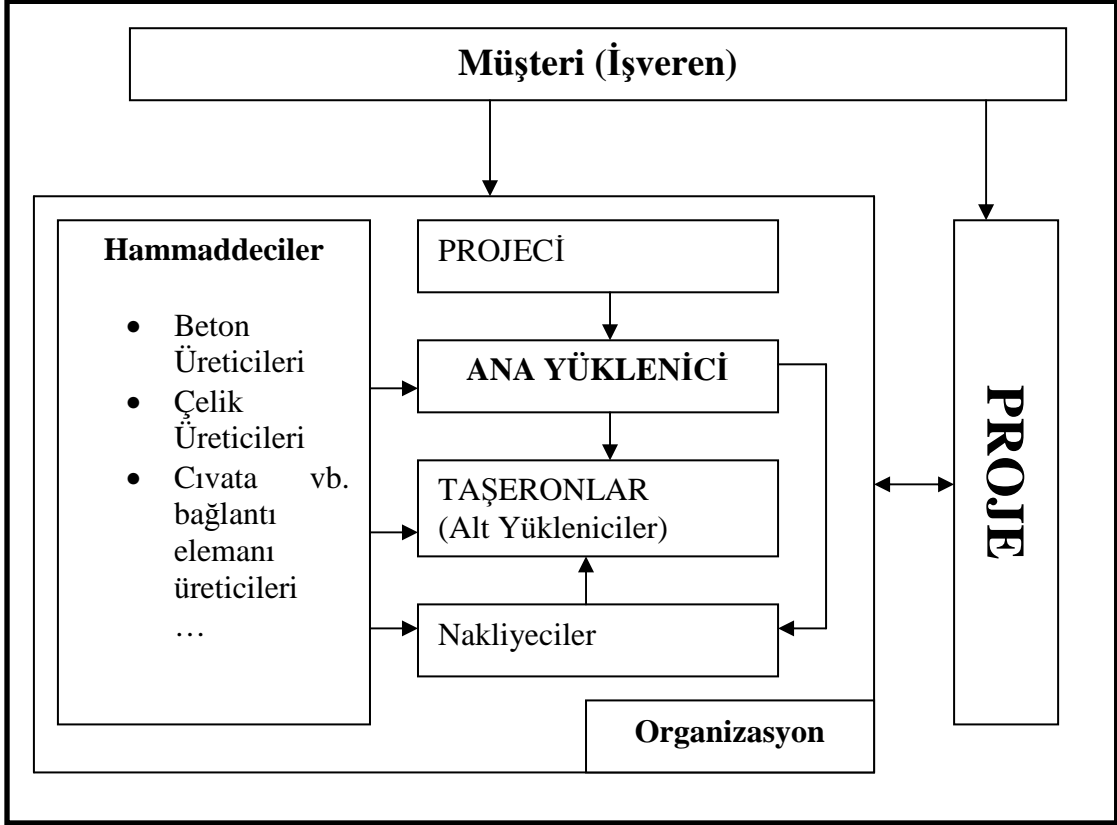 Müşteri (İşveren)
Hammaddeciler
• Beton
Üreticileri
• Çelik
Üreticileri
• Cıvata vb.
bağlantı
elemanı
üreticileri
…
PROJECİ
ANA YÜKLENİCİ
TAŞERONLAR
(Alt Yükleniciler)
Nakliyeciler
Organizasyon
PROJE